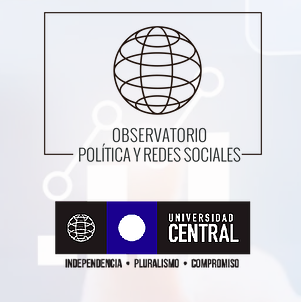 OBSERVATORIO
POLÍTICA Y REDES SOCIALES
UNIVERSIDAD
CENTRAL
INDEPENDENCIA • PLURALISMO • COMPROMISO